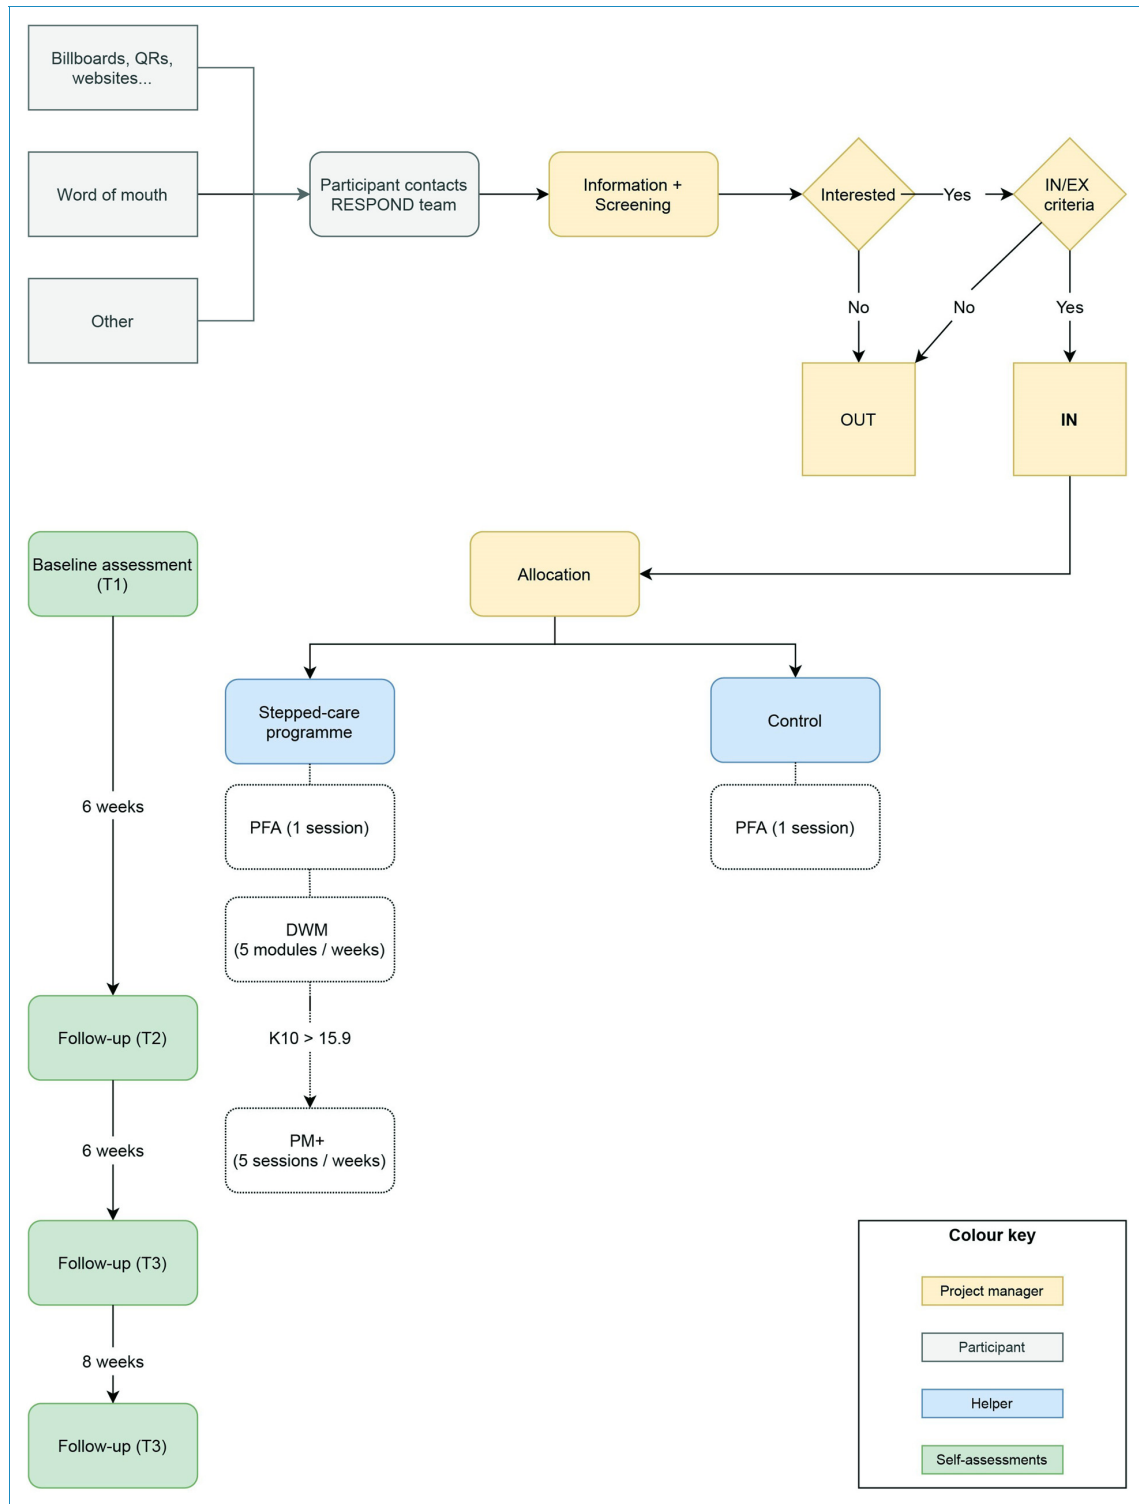 Billboards, QRs,
websites...
Word of mouth
Other
Participant contacts
RESPOND team
Information +
Screening
Interested
Yes
IN/EX
criteria
No
No
Yes
OUT
IN
Baseline assessment
(T1)
Allocation
Stepped-care
programme
Control
6 weeks
PFA (1 session)
PFA (1 session)
DWM
(5 modules / weeks)
Follow-up (T2)
K10 > 15.9
6 weeks
PM+
(5 sessions / weeks)
Follow-up (T3)
8 weeks
Follow-up (T3)
Colour key
Project manager
Participant
Helper
Self-assessments